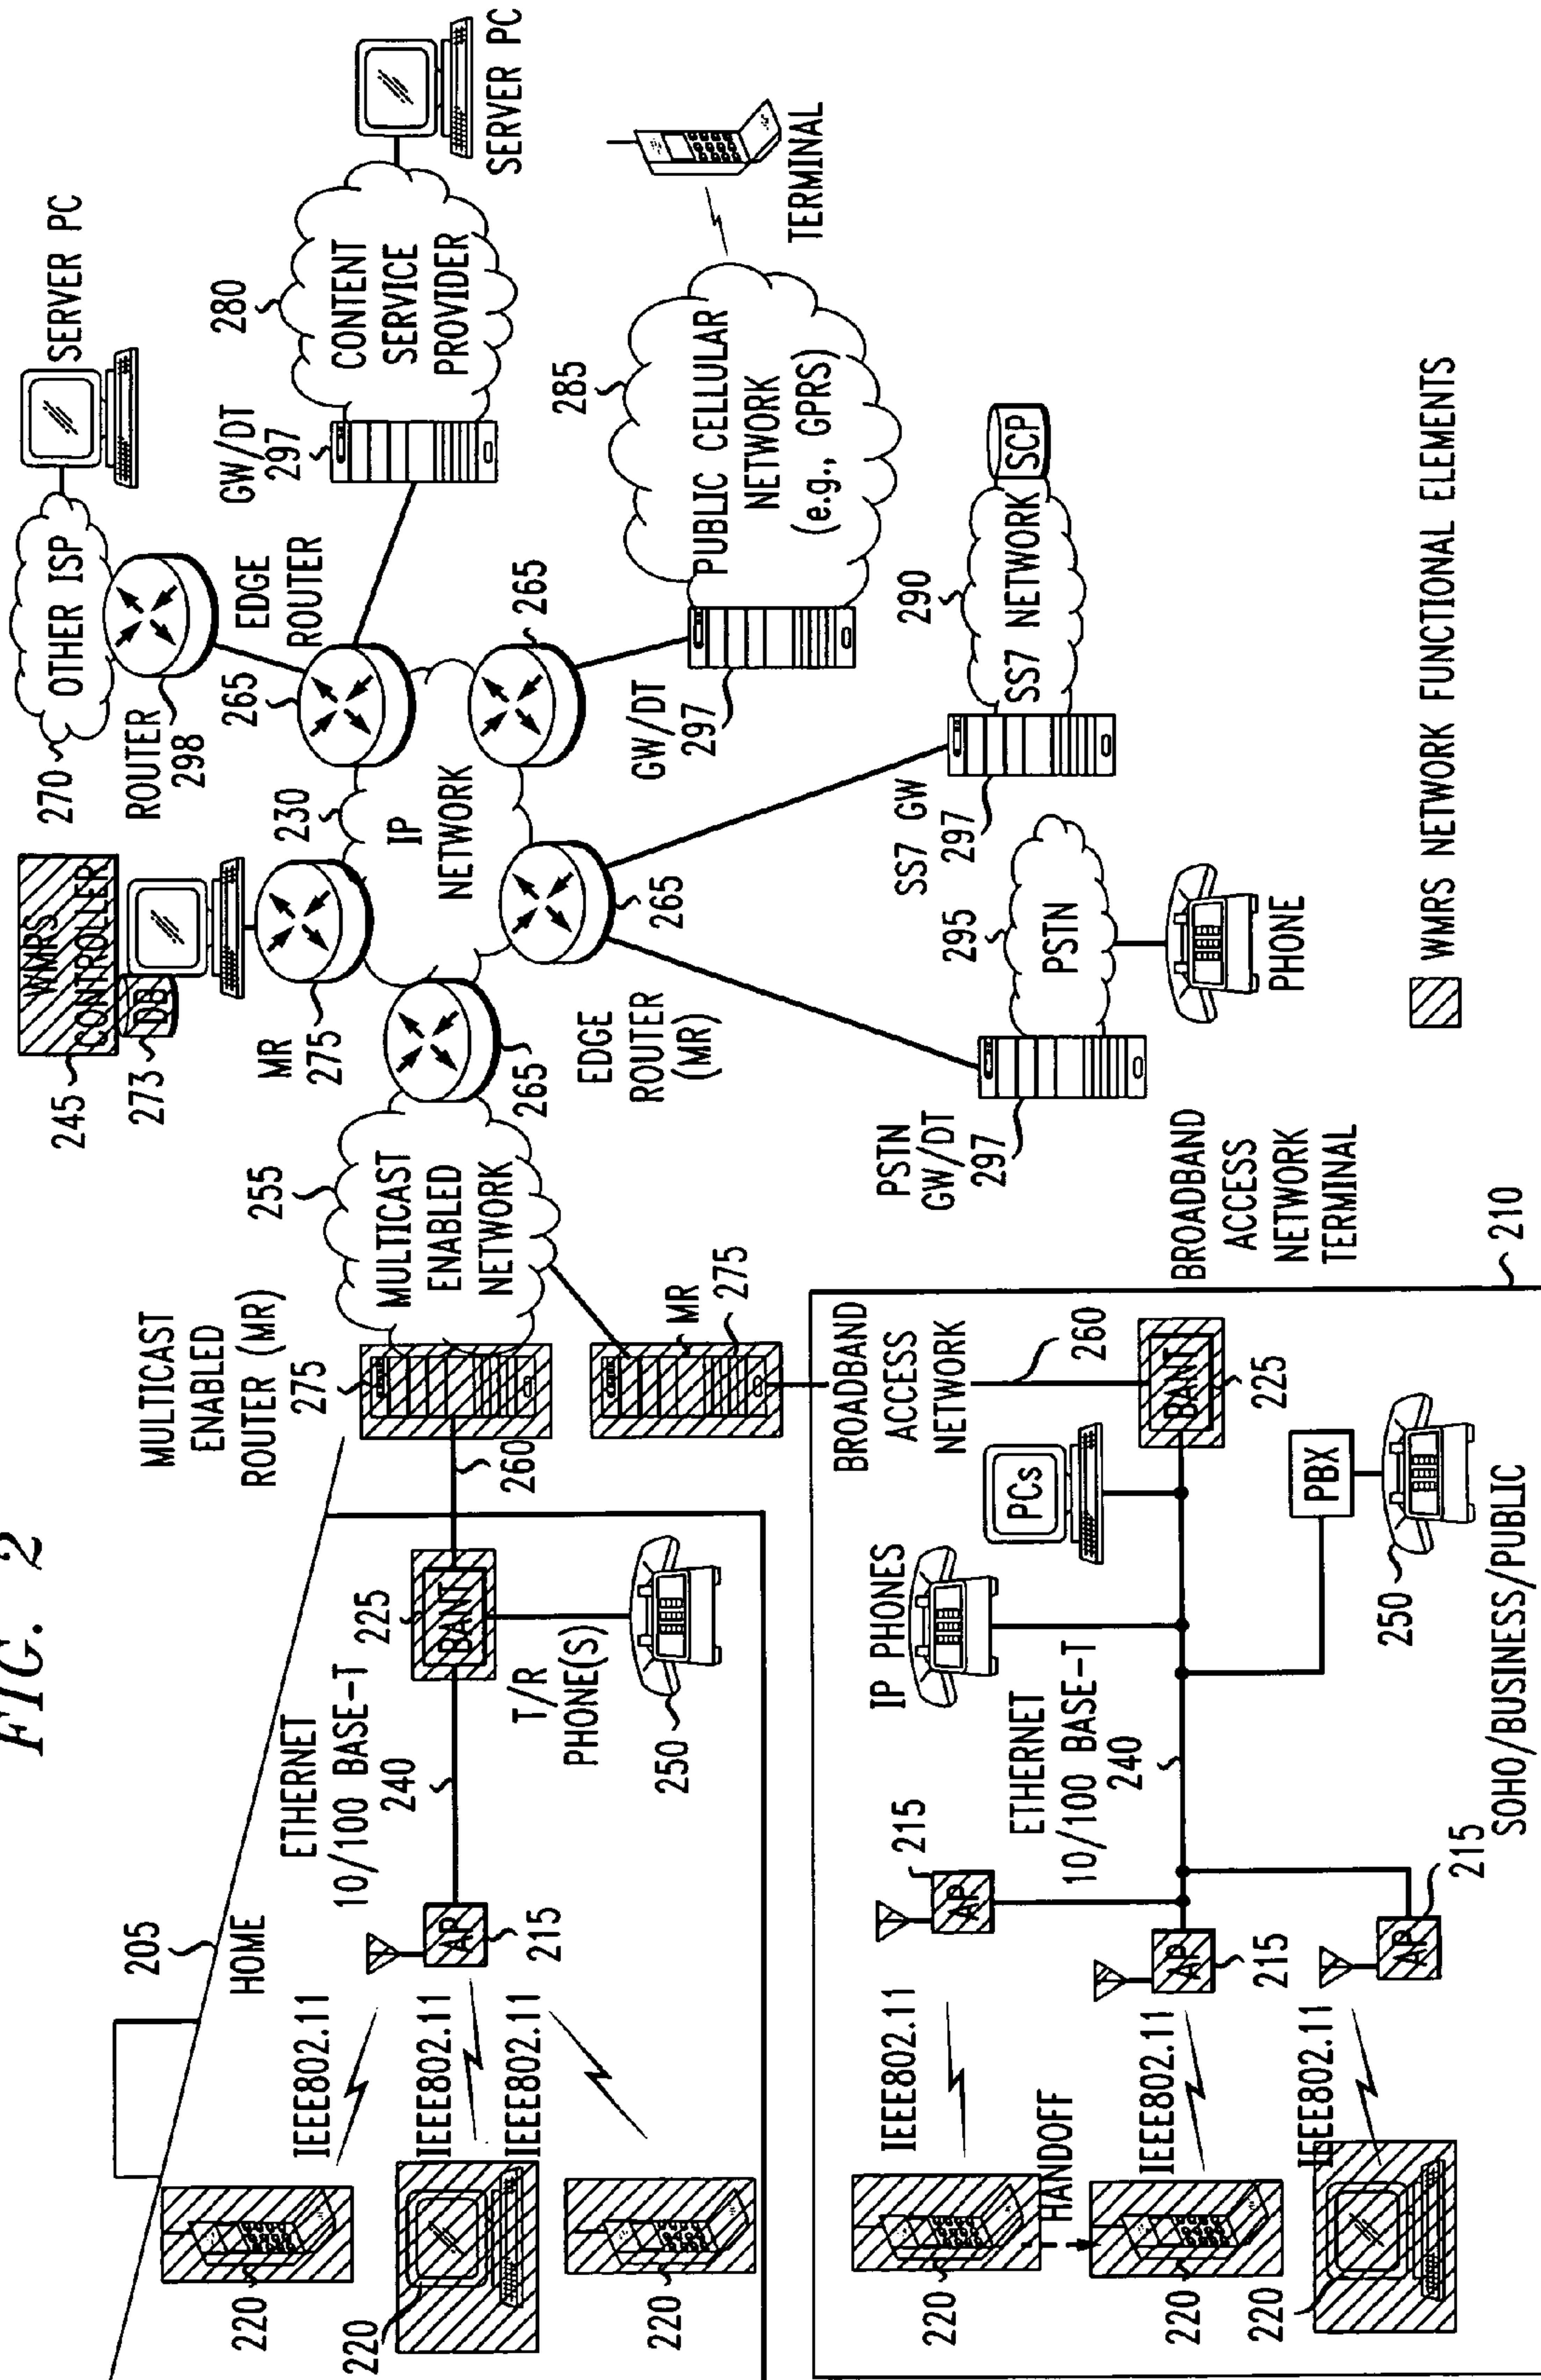 FIG. 2
205
HOME
220
220
220
IEEE802.11
IEEE802.11
IEEE802.11
AP
215
ETHERNET
10/100 BASE-T
240
225
BANT
T/R
PHONE(S)
250
260
MULTICAST
ENABLED
ROUTER (MR)
275
MR
275
255
MULTICAST
ENABLED
NETWORK
265
EDGE
ROUTER
(MR)
245
WMRS
CONTROLLER
273
DB
MR
275
230
IP
NETWORK
265
270
OTHER ISP
SERVER PC
ROUTER
298
265
EDGE
ROUTER
265
GW/DT
297
280
CONTENT
SERVICE
PROVIDER
SERVER PC
GW/DT
297
285
PUBLIC CELLULAR
NETWORK
(e.g., GPRS)
TERMINAL
SS7 GW
297
290
SS7 NETWORK
SCP
PSTN
GW/DT
297
295
PSTN
PHONE
BROADBAND
ACCESS
NETWORK
TERMINAL
210
BROADBAND
ACCESS
NETWORK
260
BANT
225
PCs
IP PHONES
PBX
250
ETHERNET
10/100 BASE-T
240
215
AP
AP
215
AP
215
IEEE802.11
IEEE802.11
IEEE802.11
HANDOFF
220
220
220
SOHO/BUSINESS/PUBLIC
WMRS NETWORK FUNCTIONAL ELEMENTS